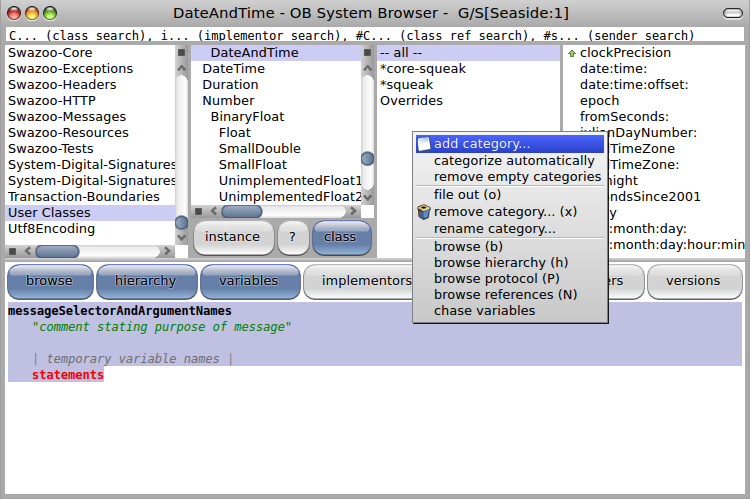 DateAndTime - OB System Browser - G/S[Seaside:1]
C... (class search), i... (implementor search), #C... (class ref search), #s... (sender search)
Swazoo-Core
Swazoo-Exceptions
Swazoo-Headers
Swazoo-HTTP
Swazoo-Messages
Swazoo-Resources
Swazoo-Tests
System-Digital-Signatures
System-Digital-Signatures
Transaction-Boundaries
User Classes
Utf8Encoding
DateAndTime
DateTime
Duration
Number
BinaryFloat
Float
SmallDouble
SmallFloat
UnimplementedFloat1
UnimplementedFloat2
instance
?
class
-- all --
*core-squeak
*squeak
Overrides
clockPrecision
date:time:
date:time:offset:
epoch
fromSeconds:
julianDayNumber:
TimeZone
TimeZone:
night
ndsSince2001
y
:month:day:
:month:day:hour:min
add category...
categorize automatically
remove empty categories
file out (o)
remove category... (x)
rename category...
browse (b)
browse hierarchy (h)
browse protocol (P)
browse references (N)
chase variables
browse
hierarchy
variables
implementors
ers
versions
messageSelectorAndArgumentNames
"comment stating purpose of message"
| temporary variable names |
statements